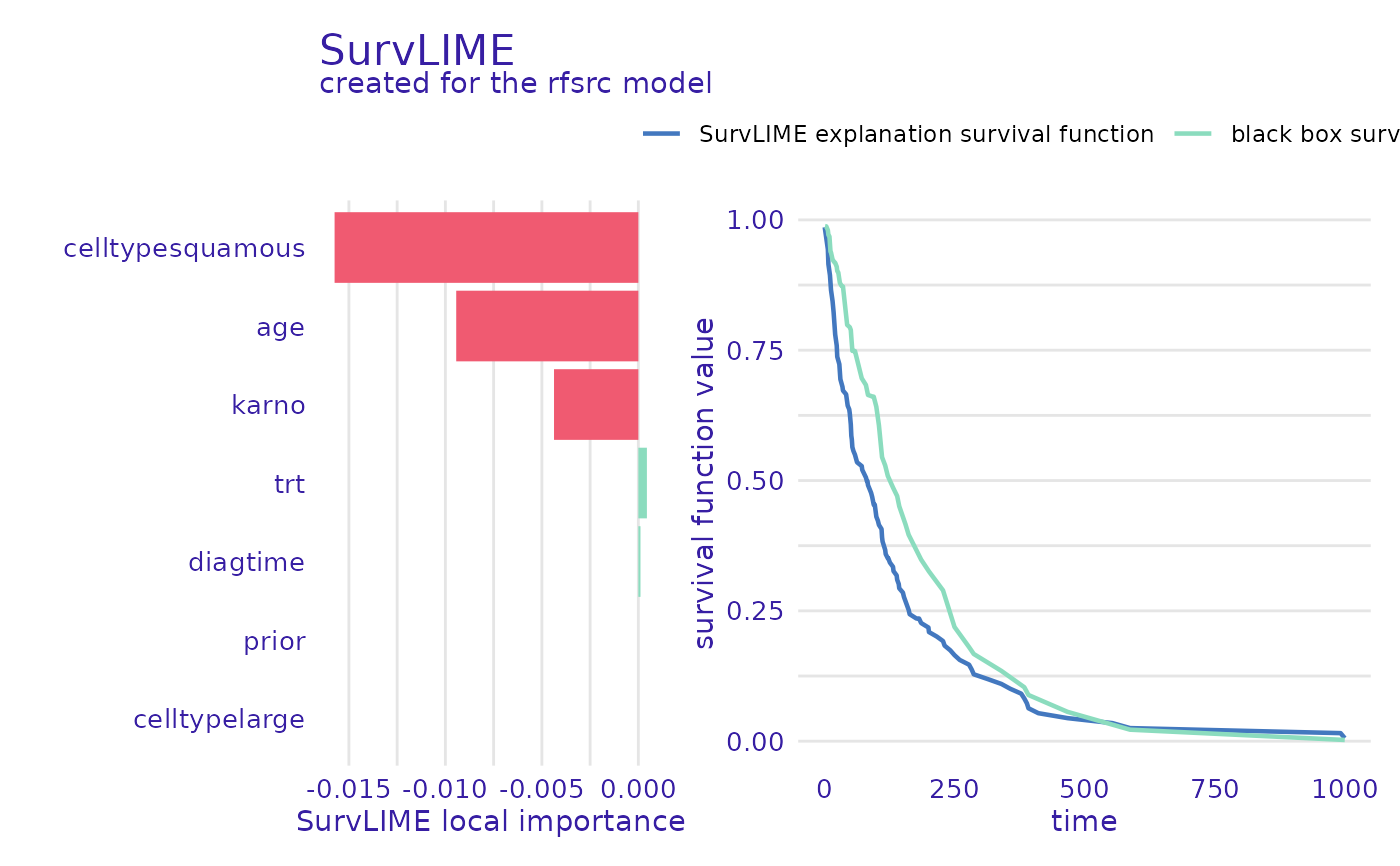 SurvLIME
created for the rfsrc model
SurvLIME explanation survival function
black box surv
celltypesquamous
age
karno
trt
diagtime
prior
celltypelarge
-0.015 -0.010 -0.005 0.000
SurvLIME local importance
survival function value
1.00
0.75
0.50
0.25
0.00
0 250 500 750 1000
time